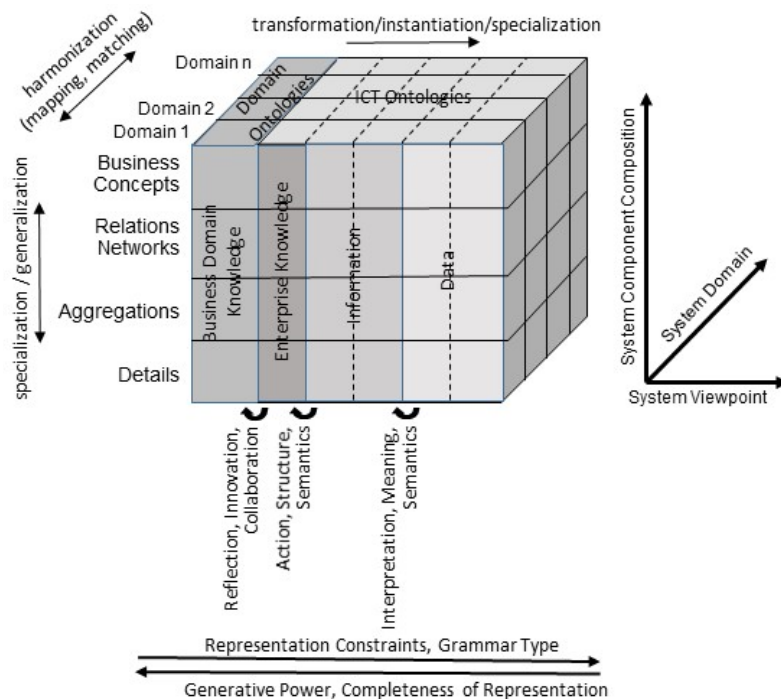 transformation/instantiation/specialization
harmonization
(mapping, matching)
Domain n
Domain 2
Domain 1
Domain
Ontologies
ICT Ontologies
Business
Concepts
Relations
Networks
Aggregations
Details
specialization / generalization
Business Domain
Knowledge
Enterprise Knowledge
Information
Data
System Component Composition
System Domain
System Viewpoint
Reflection, Innovation,
Collaboration
Action, Structure,
Semantics
Interpretation, Meaning,
Semantics
Representation Constraints, Grammar Type
Generative Power, Completeness of Representation